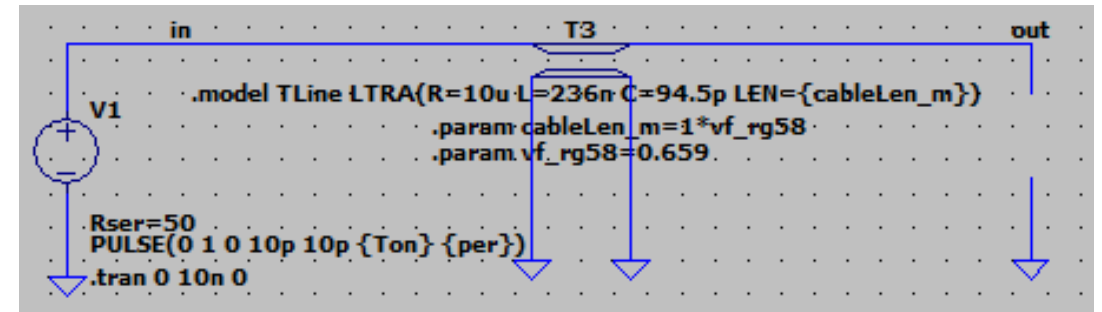 in
T3
out
.model TLine LTRA(R=10u L=236n C=94.5p LEN={cableLen_m})
V1
.param cableLen_m=1*vf_rg58
.param vf_rg58=0.659
Rser=50
PULSE(0 1 0 10p 10p {Ton} {per})
.tran 0 10n 0